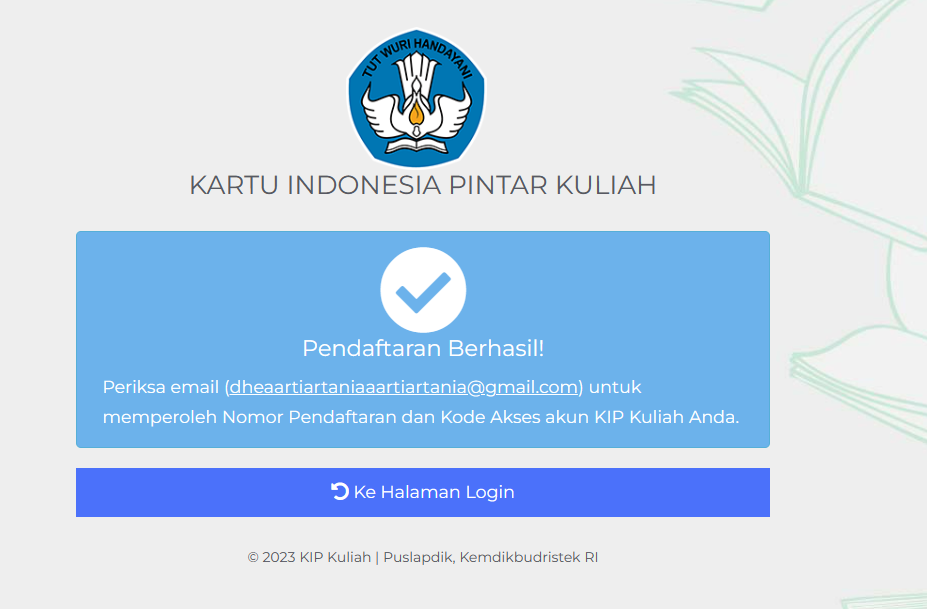 TUT WURI HANDAYANI
KARTU INDONESIA PINTAR KULIAH
Pendaftaran Berhasil!
Periksa email (dheaartiartaniaaartiartania@gmail.com) untuk
memperoleh Nomor Pendaftaran dan Kode Akses akun KIP Kuliah Anda.
Ke Halaman Login
© 2023 KIP Kuliah | Puslapdik, Kemdikbudristek RI